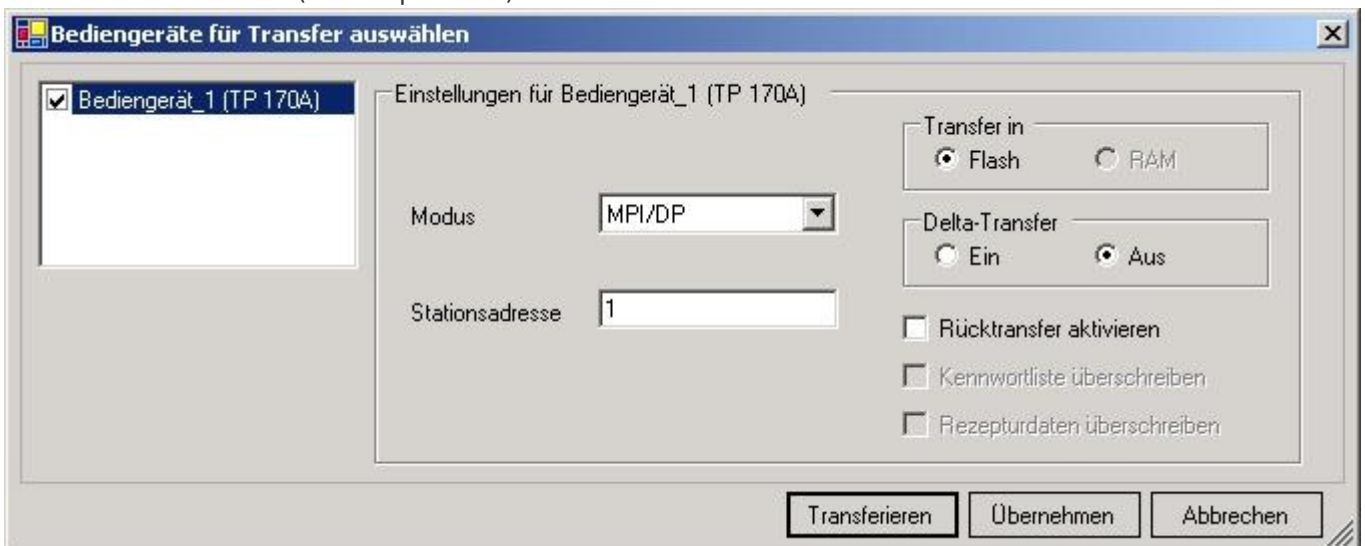 Bediengeräte für Transfer auswählen
Bediengerät_1 (TP 170A)
Einstellungen für Bediengerät_1 (TP 170A)
Transfer in
Flash
RAM
Modus
MPI/DP
Delta-Transfer
Ein
Aus
Stationsadresse
1
Rücktransfer aktivieren
Kennwortliste überschreiben
Rezepturdaten überschreiben
Transferieren
Übernehmen
Abbrechen